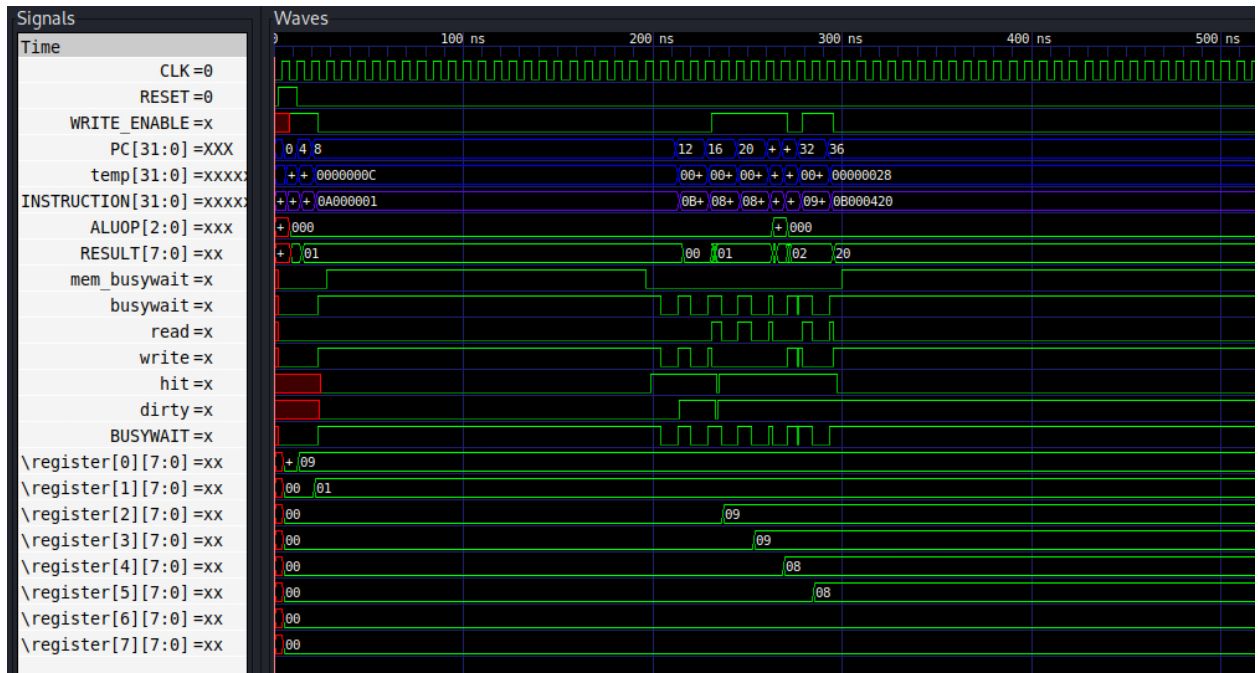 Signals Waves
Time 0 100 ns 200 ns 300 ns 400 ns 500 ns
CLK =0
RESET =0
WRITE_ENABLE =x
PC[31:0] =XXX 0 4 8 12 16 20 + + 32 36
temp[31:0] =xxxxx + + 0000000C 00+ 00+ 00+ + + 00+ 00000028
INSTRUCTION[31:0] =xxxxx + + + 0A000001 0B+ 08+ 08+ + + 09+ 0B000420
ALUOP[2:0] =xxx + 000 + 000
RESULT[7:0] =xx + 01 00 01 02 20
mem_busywait =x
busywait =x
read =x
write =x
hit =x
dirty =x
BUSYWAIT =x
\register[0][7:0] =xx + 09
\register[1][7:0] =xx 00 01
\register[2][7:0] =xx 00 09
\register[3][7:0] =xx 00 09
\register[4][7:0] =xx 00 08
\register[5][7:0] =xx 00 08
\register[6][7:0] =xx 00
\register[7][7:0] =xx 00